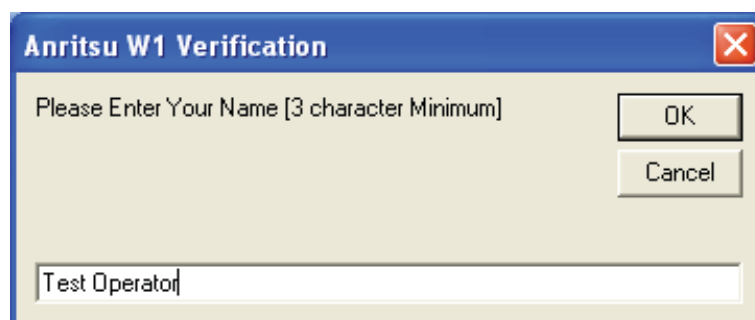 Anritsu W1 Verification
Please Enter Your Name [3 character Minimum]
OK
Cancel
Test Operator